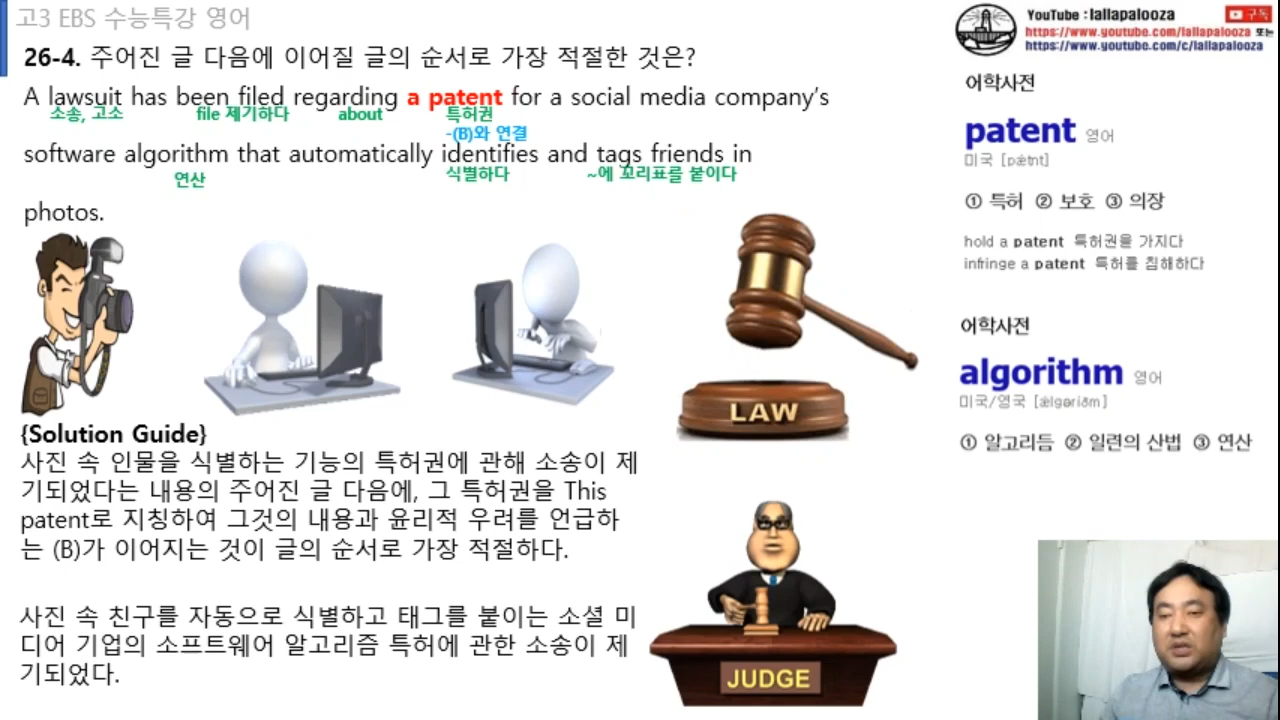 고3 EBS 수능특강 영어
26-4. 주어진 글 다음에 이어질 글의 순서로 가장 적절한 것은?
A lawsuit has been filed regarding a patent for a social media company's
소송, 고소 file 제기하다 about 특허권
-(B)와 연결
software algorithm that automatically identifies and tags friends in
연산 식별하다 ~에 꼬리표를 붙이다
photos.
LAW
{Solution Guide}
사진 속 인물을 식별하는 기능의 특허권에 관해 소송이 제
기되었다는 내용의 주어진 글 다음에, 그 특허권을 This
patent로 지칭하여 그것의 내용과 윤리적 우려를 언급하
는 (B)가 이어지는 것이 글의 순서로 가장 적절하다.
사진 속 친구를 자동으로 식별하고 태그를 붙이는 소셜 미
디어 기업의 소프트웨어 알고리즘 특허에 관한 소송이 제
기되었다.
JUDGE
YouTube : lallapalooza
구독
https://www.youtube.com/lallapalooza 또는
https://www.youtube.com/c/lallapalooza
어학사전
patent 영어
미국 [pǽtnt]
① 특허 ② 보호 ③ 의장
hold a patent 특허권을 가지다
infringe a patent 특허를 침해하다
어학사전
algorithm 영어
미국/영국 [ǽlgəriðm]
① 알고리듬 ② 일련의 산법 ③ 연산